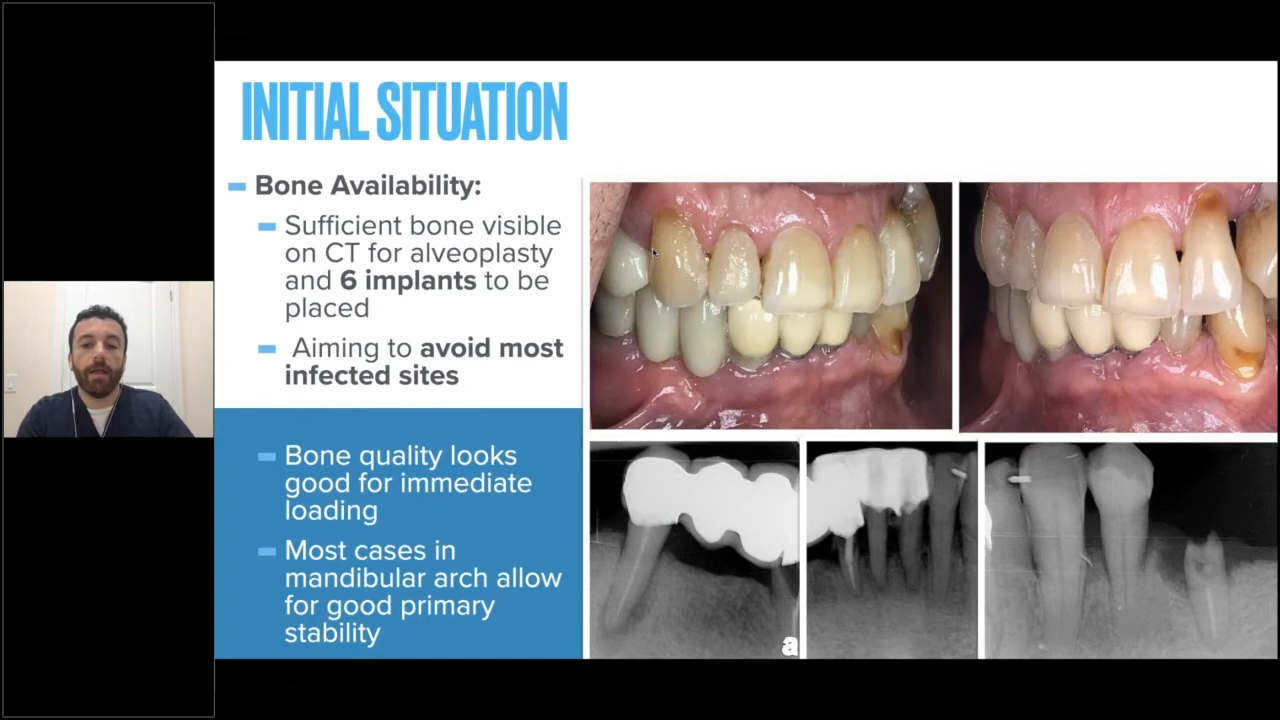 INITIAL SITUATION
Bone Availability:
Sufficient bone visible
on CT for alveoplasty
and 6 implants to be
placed
Aiming to avoid most
infected sites
Bone quality looks
good for immediate
loading
Most cases in
mandibular arch allow
for good primary
stability
a